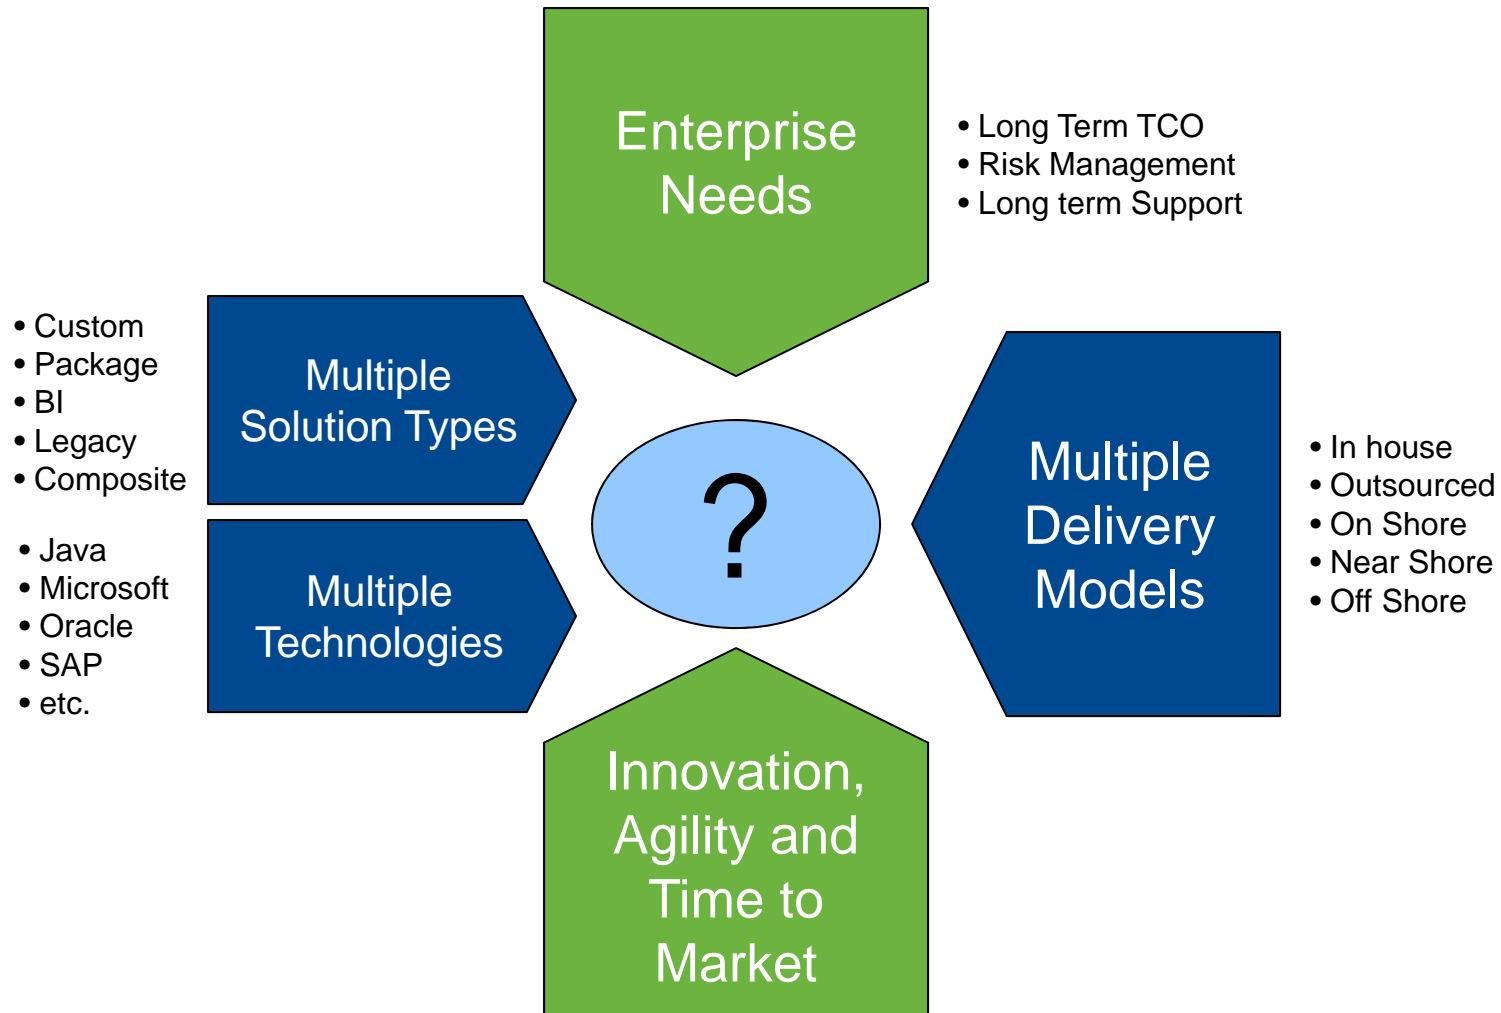 Enterprise
Needs
• Long Term TCO
• Risk Management
• Long term Support
• Custom
• Package
• BI
• Legacy
• Composite
Multiple
Solution Types
• Java
• Microsoft
• Oracle
• SAP
• etc.
Multiple
Technologies
?
Multiple
Delivery
Models
• In house
• Outsourced
• On Shore
• Near Shore
• Off Shore
Innovation,
Agility and
Time to
Market